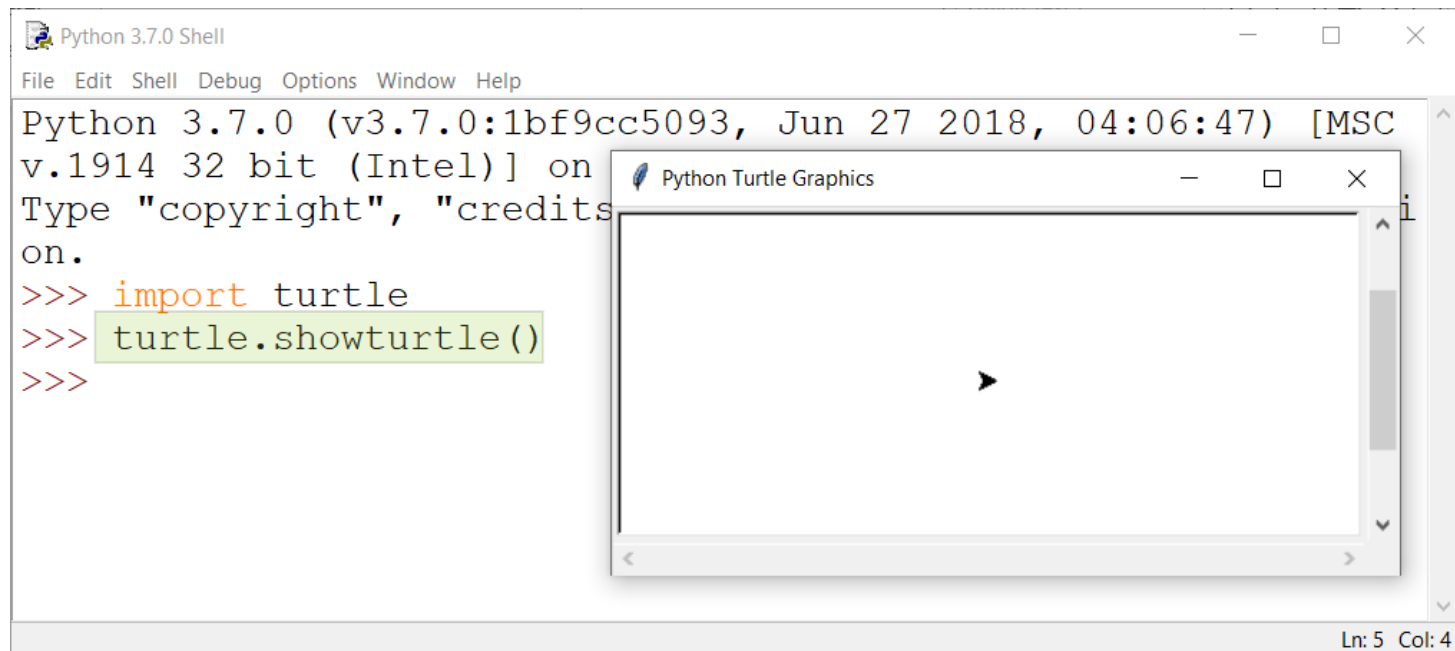 Python 3.7.0 Shell
File Edit Shell Debug Options Window Help
Python 3.7.0 (v3.7.0:1bf9cc5093, Jun 27 2018, 04:06:47) [MSC
v.1914 32 bit (Intel)] on
Type "copyright", "credits
on.
>>> import turtle
>>> turtle.showturtle()
>>>
Python Turtle Graphics
Ln: 5 Col: 4